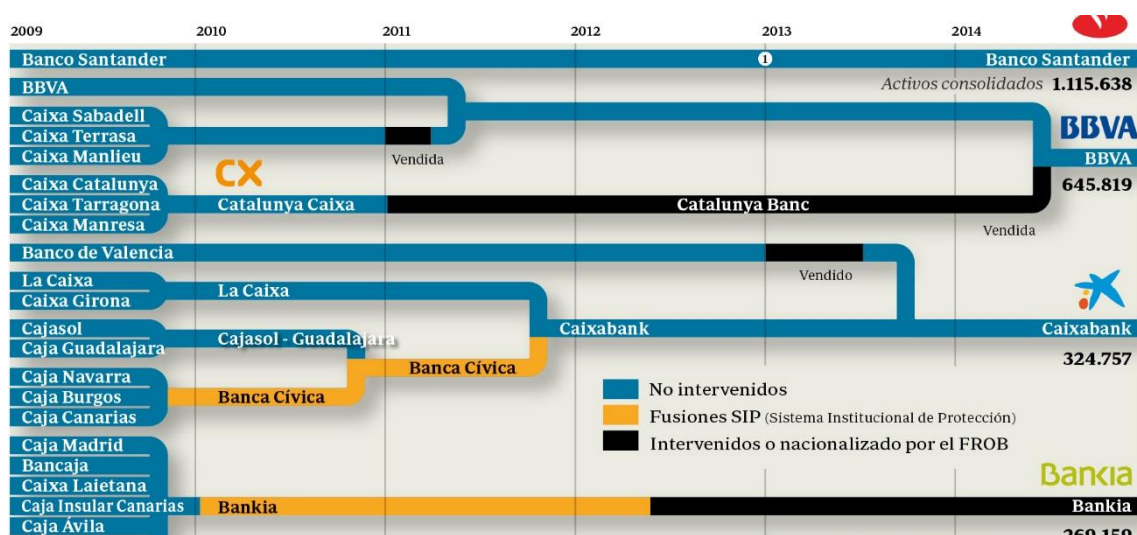 2009 2010 2011 2012 2013 2014
Banco Santander 1 Banco Santander
Activos consolidados 1.115.638
BBVA
Caixa Sabadell
Caixa Terrasa
Caixa Manlieu
Vendida
BBVA
BBVA
645.819
CX
Caixa Catalunya
Caixa Tarragona Catalunya Caixa Catalunya Banc
Caixa Manresa
Vendida
Banco de Valencia
Vendido
La Caixa La Caixa
Caixa Girona
Cajasol Caixabank Caixabank
Caja Guadalajara Cajasol - Guadalajara
324.757
Caja Navarra Banca Cívica
Caja Burgos Banca Cívica
Caja Canarias
No intervenidos
Fusiones SIP (Sistema Institucional de Protección)
Intervenidos o nacionalizado por el FROB
Caja Madrid
Bancaja
Caixa Laietana
Bankia
Caja Insular Canarias Bankia Bankia
Caja Ávila
269.159